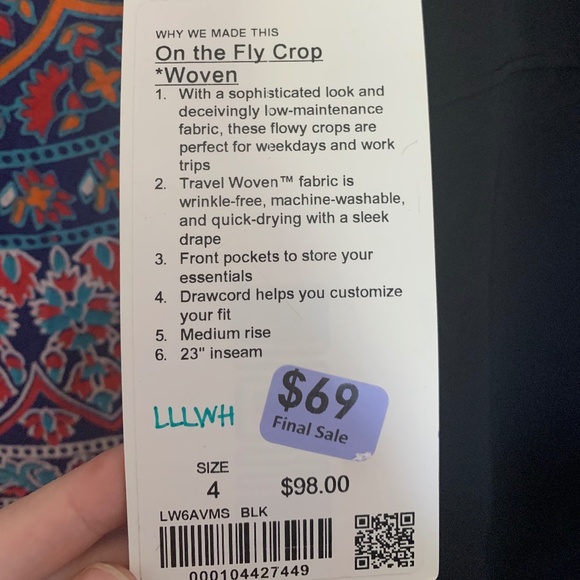 WHY WE MADE THIS
On the Fly Crop
*Woven
1. With a sophisticated look and
deceivingly low-maintenance
fabric, these flowy crops are
perfect for weekdays and work
trips
2. Travel Woven™ fabric is
wrinkle-free, machine-washable,
and quick-drying with a sleek
drape
3. Front pockets to store your
essentials
4. Drawcord helps you customize
your fit
5. Medium rise
6. 23" inseam
$69
Final Sale
LLLWH
SIZE
4 $98.00
LW6AVMS BLK
000104427449